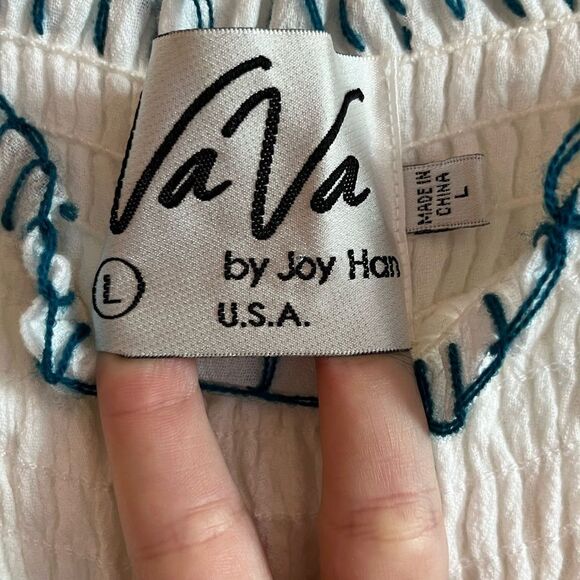 VaVa
by Joy Han
U.S.A.
L
MADE IN
CHINA
L